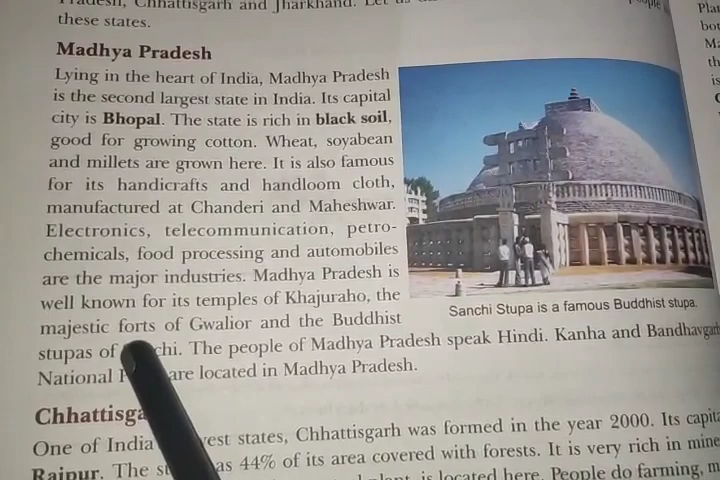 Pradesh, Chhattisgarh and Jharkhand. Let us
these states.
Madhya Pradesh
Lying in the heart of India, Madhya Pradesh
is the second largest state in India. Its capital
city is Bhopal. The state is rich in black soil,
good for growing cotton. Wheat, soyabean
and millets are grown here. It is also famous
for its handicrafts and handloom cloth,
manufactured at Chanderi and Maheshwar.
Electronics, telecommunication, petro-
chemicals, food processing and automobiles
are the major industries. Madhya Pradesh is
well known for its temples of Khajuraho, the
majestic forts of Gwalior and the Buddhist
stupas of The people of Madhya Pradesh speak Hindi. Kanha and Bandhavgarh
National are located in Madhya Pradesh.
Sanchi Stupa is a famous Buddhist stupa.
One of India Chhattisgarh was formed in the year 2000. Its
Raipur. The 44% of its area covered with forests. It is very rich in
is located here. People do farming,